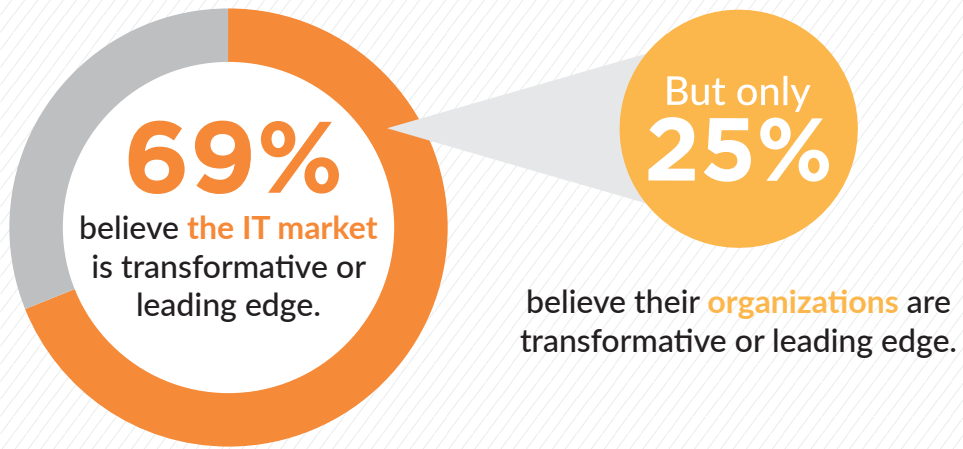 69%
believe the IT market
is transformative or
leading edge.
But only
25%
believe their organizations are
transformative or leading edge.